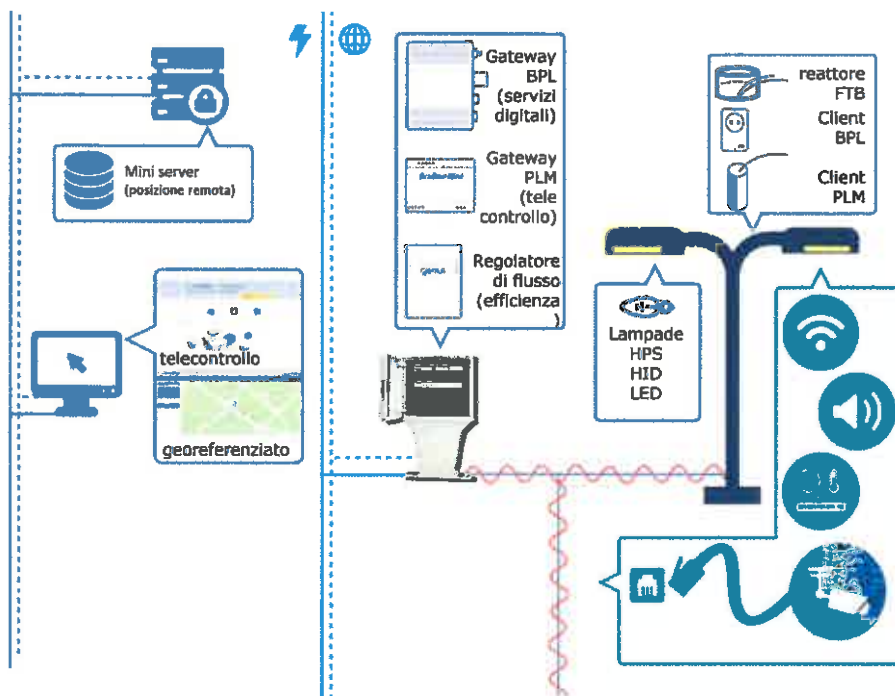 Mini server
(posizione remota)
telecontrollo
georeferenziato
Gateway
BPL
(servizi
digitali)
Gateway
PLM
(tele
controllo)
Regolatore
di flusso
(efficienza
)
reattore
FTB
Client
BPL
Client
PLM
Lampade
HPS
HID
LED